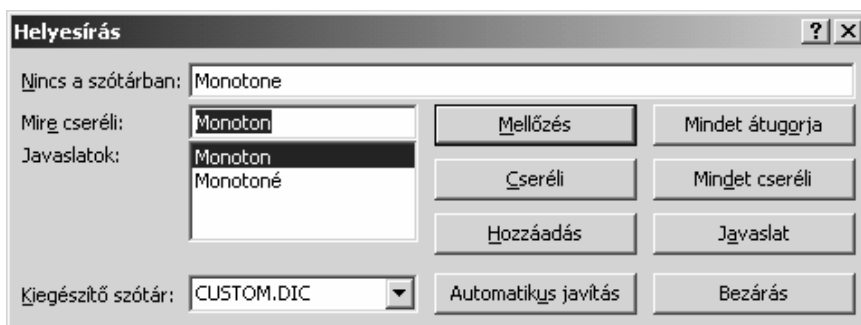 Helyesírás
Nincs a szótárban: Monotone
Mire cseréli: Monoton Mellőzés Mindet átugorja
Javaslatok: Monoton
Monotoné Cseréli Mindet cseréli
Hozzáadás Javaslat
Kiegészítő szótár: CUSTOM.DIC Automatikus javítás Bezárás